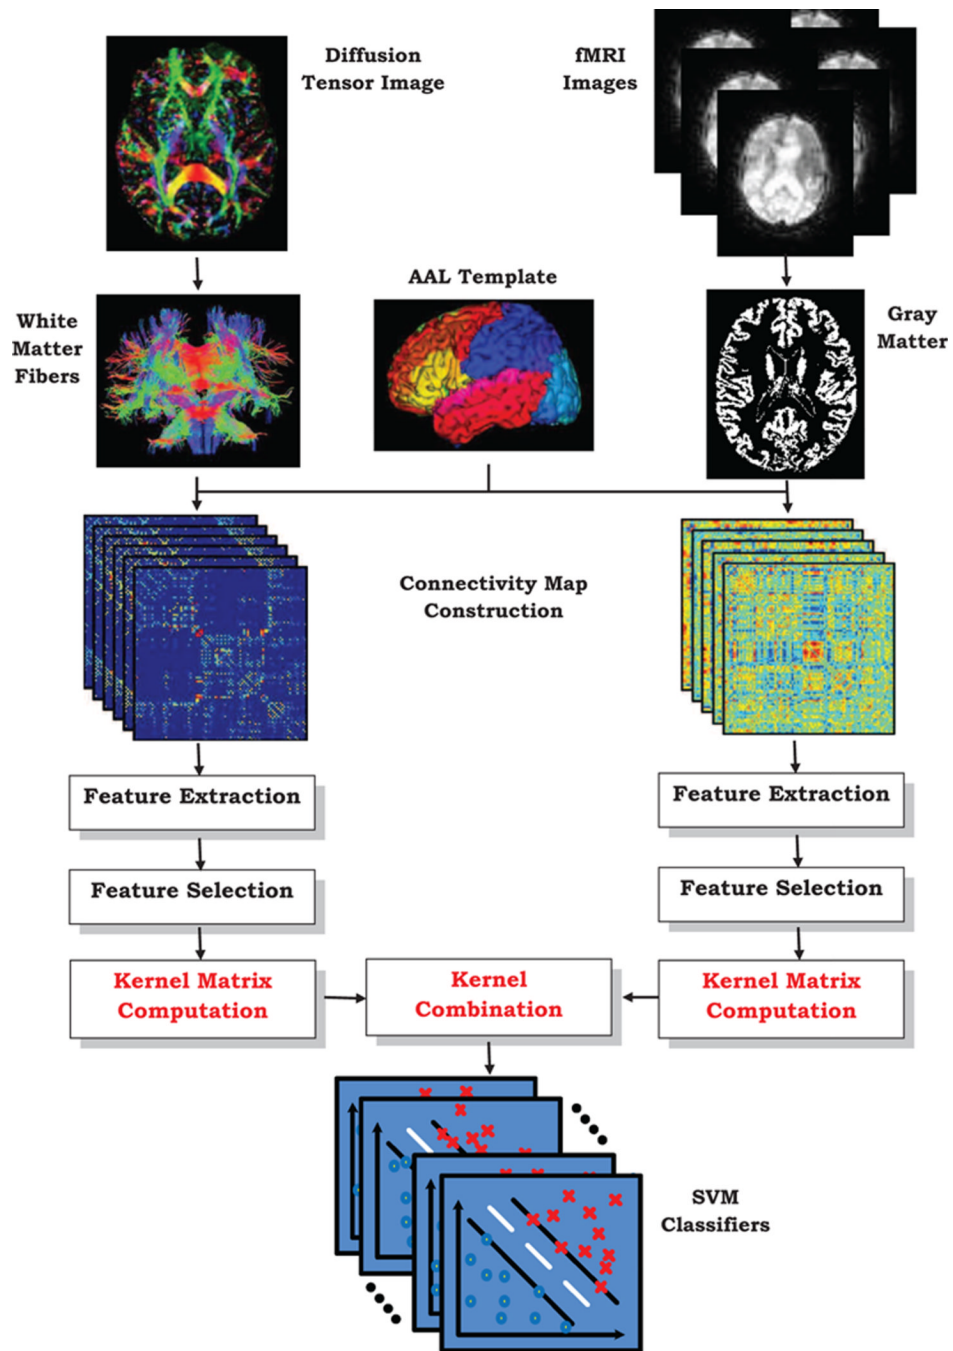 Diffusion
Tensor Image
fMRI
Images
AAL Template
White
Matter
Fibers
Gray
Matter
Connectivity Map
Construction
Feature Extraction
Feature Extraction
Feature Selection
Feature Selection
Kernel Matrix
Computation
Kernel
Combination
Kernel Matrix
Computation
SVM
Classifiers